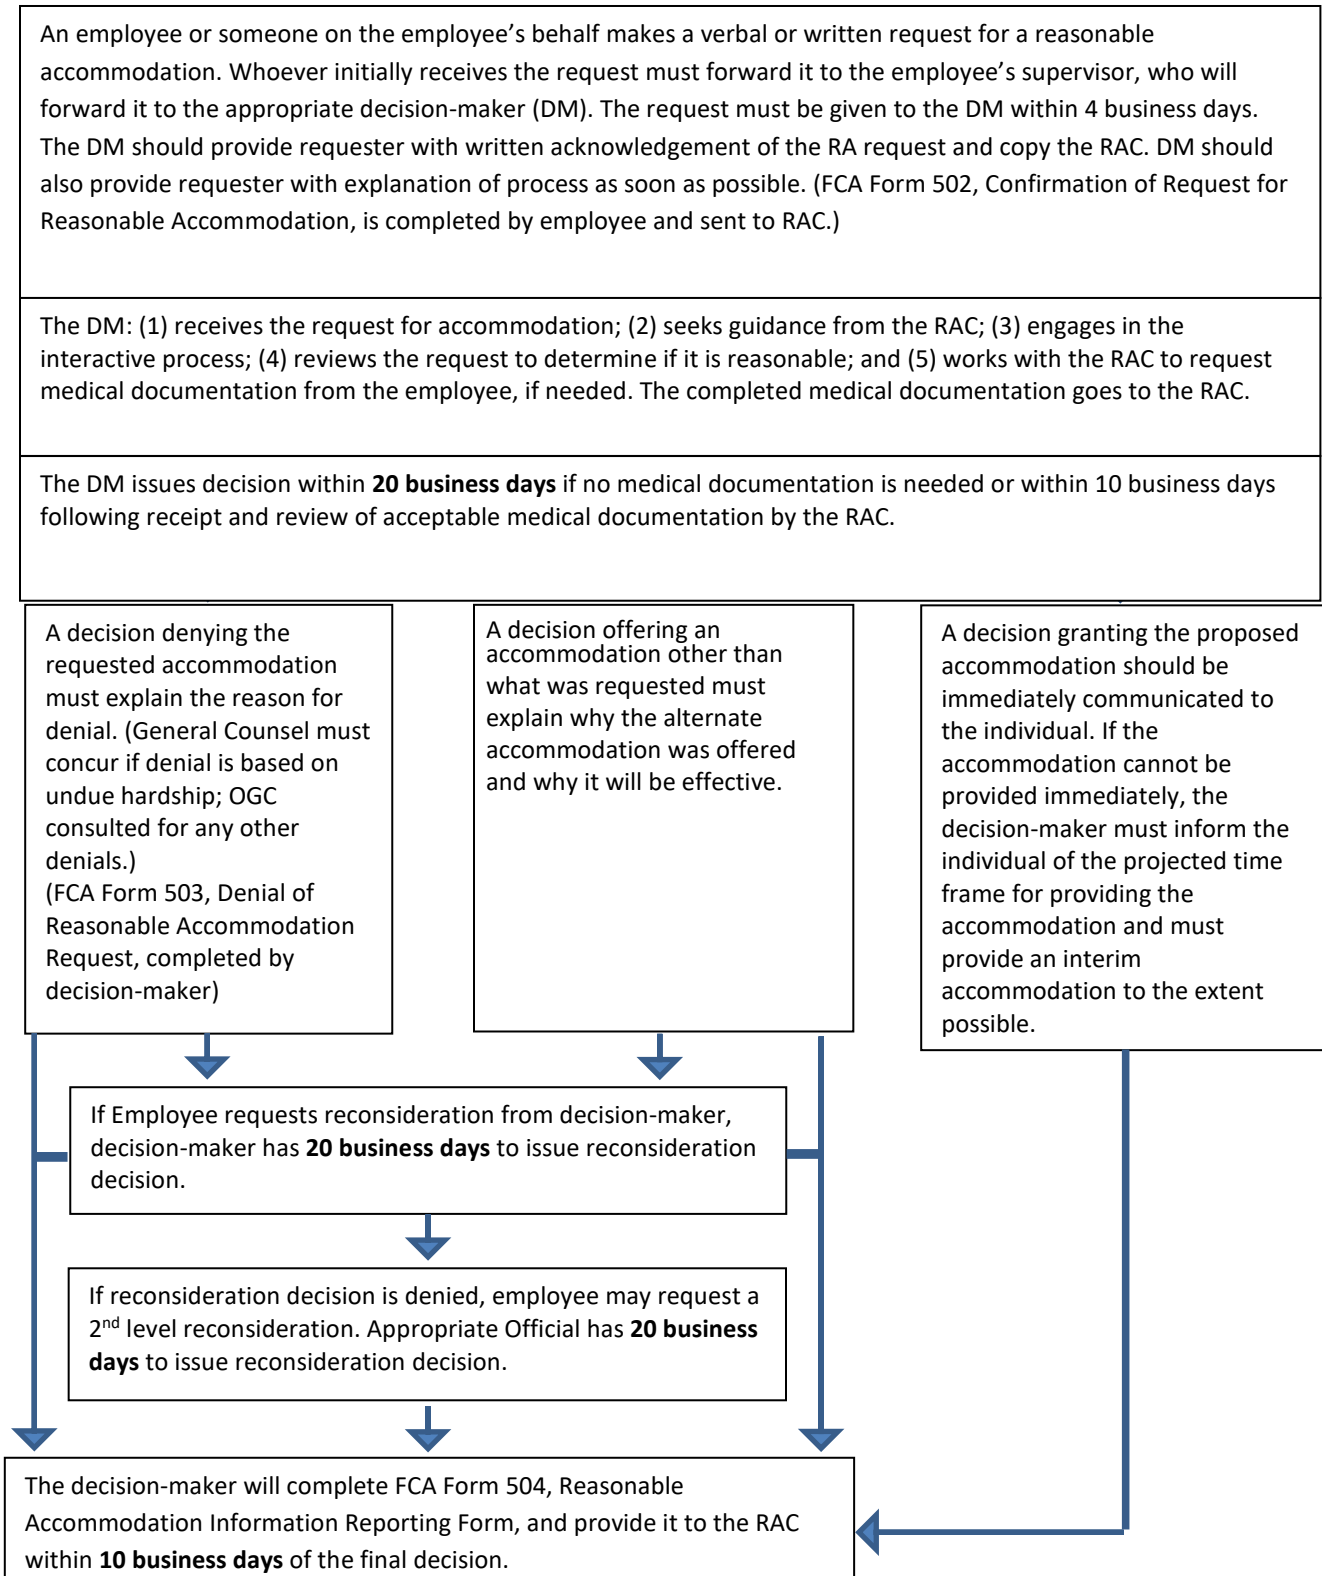 An employee or someone on the employee’s behalf makes a verbal or written request for a reasonable
accommodation. Whoever initially receives the request must forward it to the employee’s supervisor, who will
forward it to the appropriate decision-maker (DM). The request must be given to the DM within 4 business days.
The DM should provide requester with written acknowledgement of the RA request and copy the RAC. DM should
also provide requester with explanation of process as soon as possible. (FCA Form 502, Confirmation of Request for
Reasonable Accommodation, is completed by employee and sent to RAC.)
The DM: (1) receives the request for accommodation; (2) seeks guidance from the RAC; (3) engages in the
interactive process; (4) reviews the request to determine if it is reasonable; and (5) works with the RAC to request
medical documentation from the employee, if needed. The completed medical documentation goes to the RAC.
The DM issues decision within 20 business days if no medical documentation is needed or within 10 business days
following receipt and review of acceptable medical documentation by the RAC.
A decision denying the
requested accommodation
must explain the reason for
denial. (General Counsel must
concur if denial is based on
undue hardship; OGC
consulted for any other
denials.)
(FCA Form 503, Denial of
Reasonable Accommodation
Request, completed by
decision-maker)
A decision offering an
accommodation other than
what was requested must
explain why the alternate
accommodation was offered
and why it will be effective.
A decision granting the proposed
accommodation should be
immediately communicated to
the individual. If the
accommodation cannot be
provided immediately, the
decision-maker must inform the
individual of the projected time
frame for providing the
accommodation and must
provide an interim
accommodation to the extent
possible.
If Employee requests reconsideration from decision-maker,
decision-maker has 20 business days to issue reconsideration
decision.
If reconsideration decision is denied, employee may request a
2nd level reconsideration. Appropriate Official has 20 business
days to issue reconsideration decision.
The decision-maker will complete FCA Form 504, Reasonable
Accommodation Information Reporting Form, and provide it to the RAC
within 10 business days of the final decision.